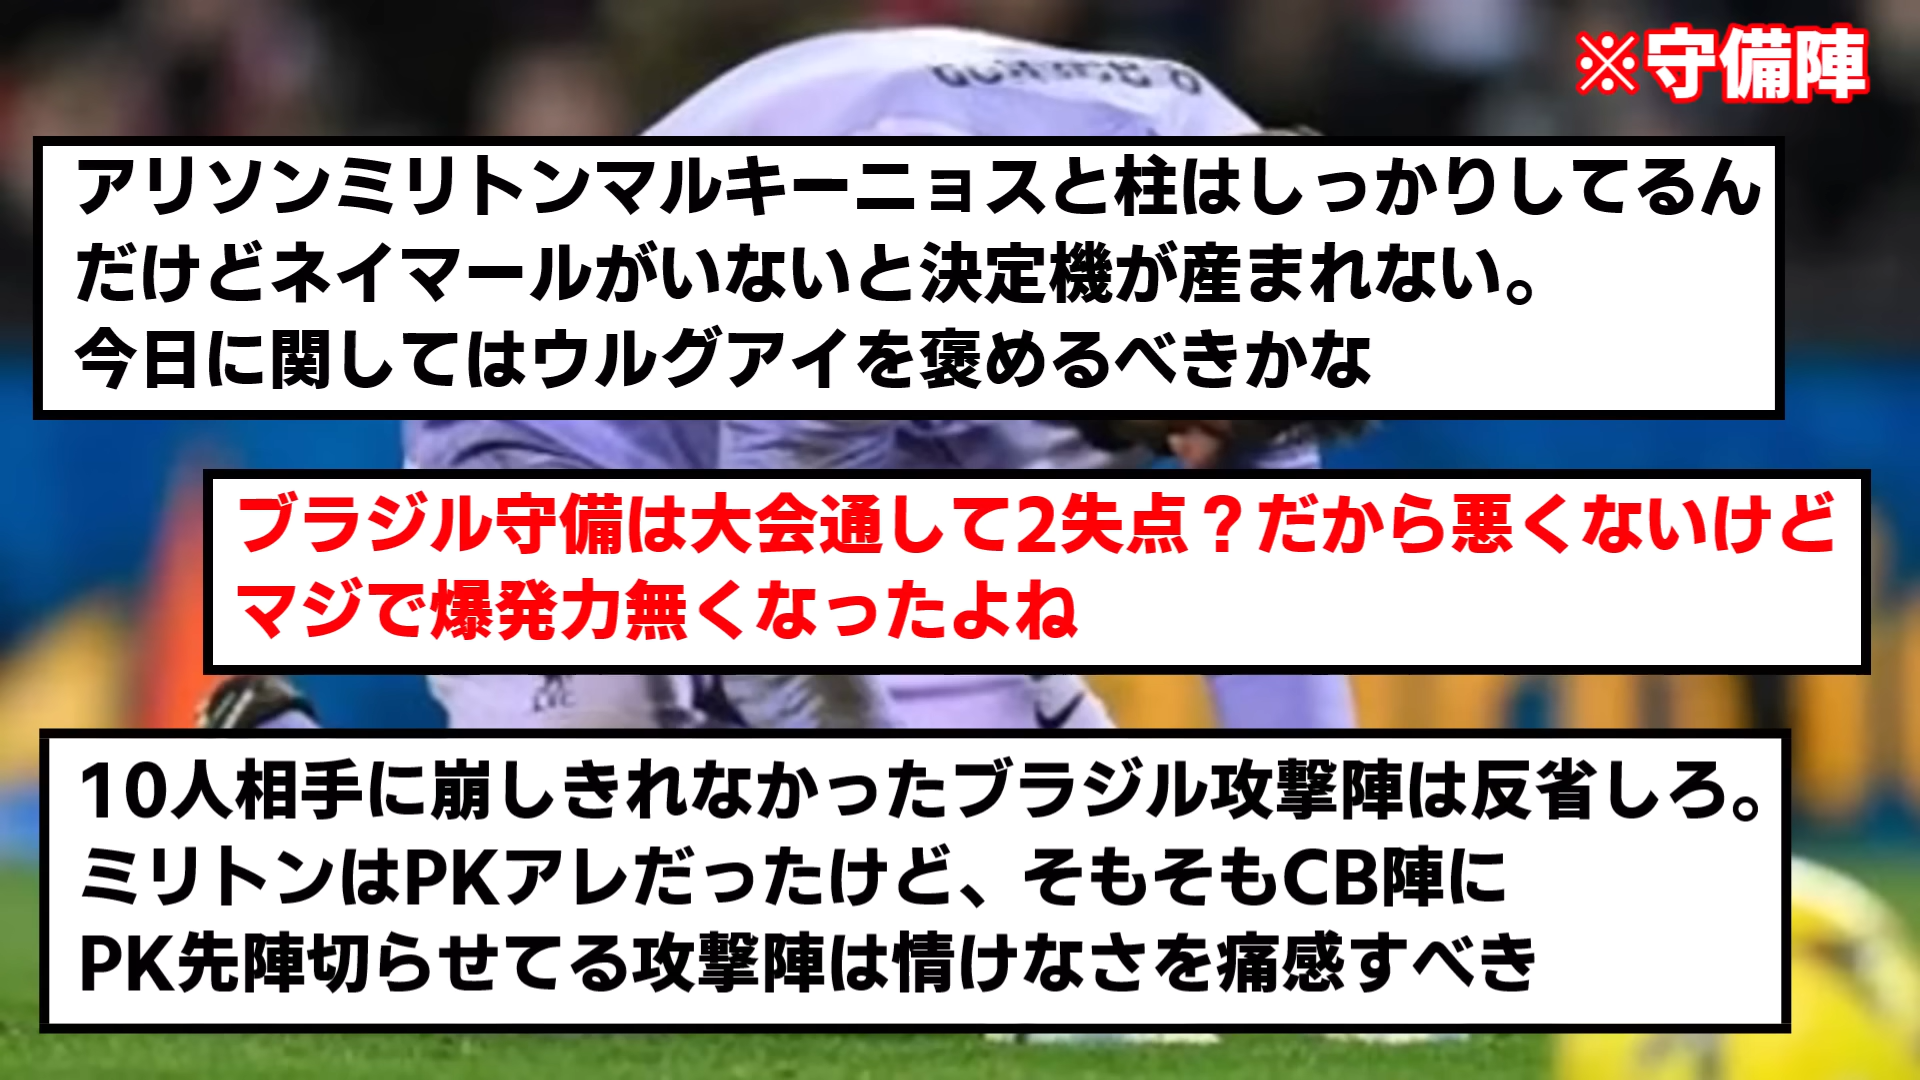 ※守備陣
アリソンミリトンマルキーニョスと柱はしっかりしてるん
だけどネイマールがいないと決定機が産まれない。
今日に関してはウルグアイを褒めるべきかな
ブラジル守備は大会通して2失点？だから悪くないけど
マジで爆発力無くなったよね
10人相手に崩しきれなかったブラジル攻撃陣は反省しろ。
ミリトンはPKアレだったけど、そもそもCB陣に
PK先陣切らせてる攻撃陣は情けなさを痛感すべき